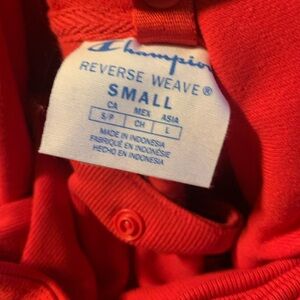 Champion
REVERSE WEAVE®
SMALL
CA MEX ASIA
S/P CH L
MADE IN INDONESIA
FABRIQUÉ EN INDONÉSIE
HECHO EN INDONESIA